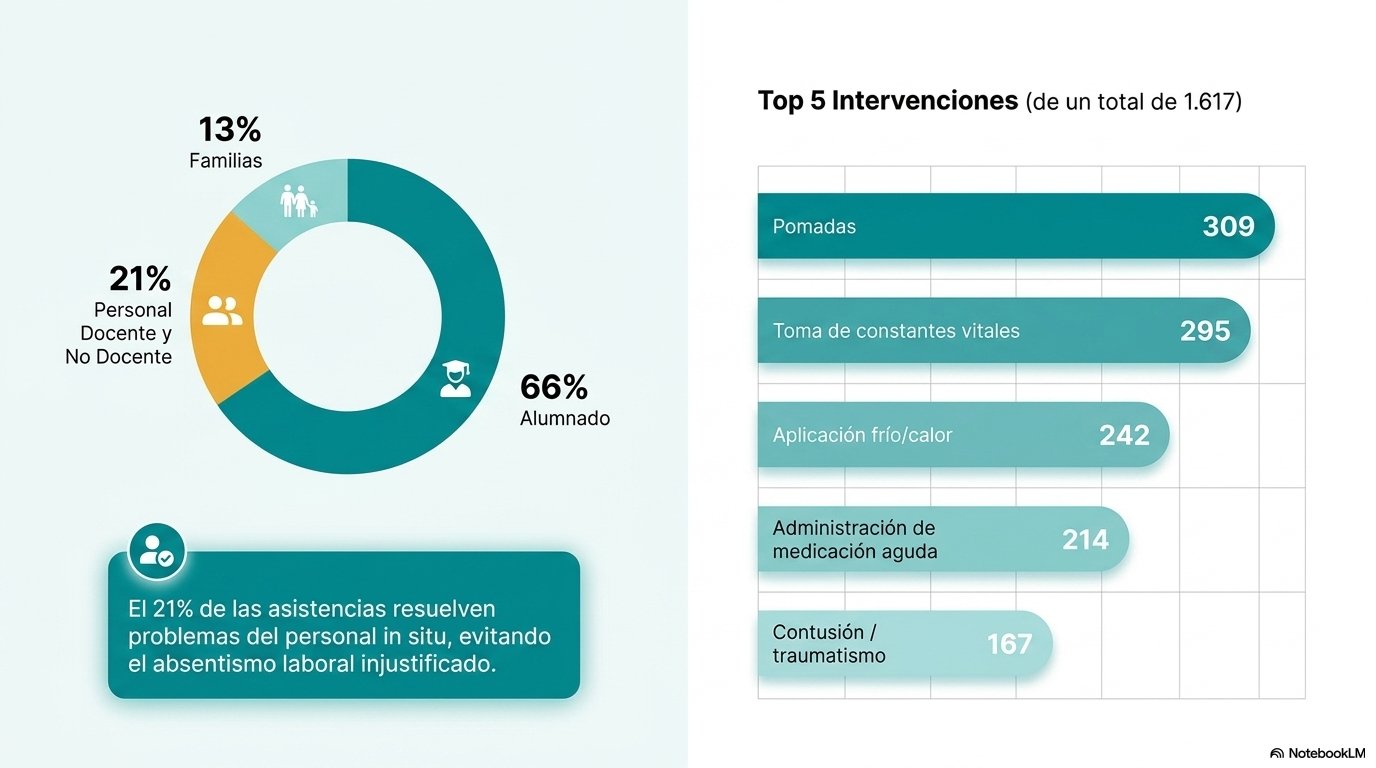 13%
Familias
21%
Personal
Docente y
No Docente
66%
Alumnado
El 21% de las asistencias resuelven
problemas del personal in situ, evitando
el absentismo laboral injustificado.
Top 5 Intervenciones (de un total de 1.617)
Pomadas 309
Toma de constantes vitales 295
Aplicación frío/calor 242
Administración de
medicación aguda 214
Contusión /
traumatismo 167
NotebookLM